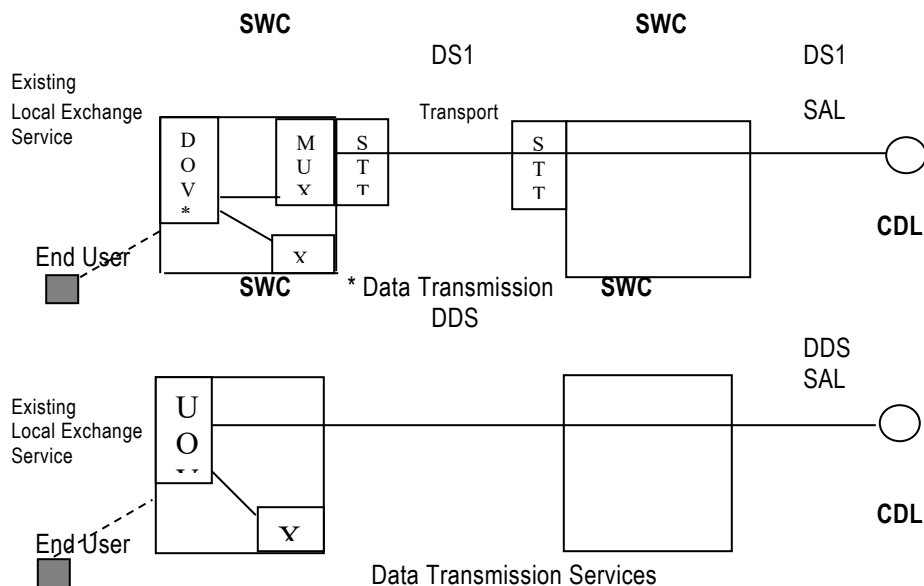 SWC SWC
DS1 DS1
Existing
Local Exchange
Service
Transport
SAL
D
O
V
*
M
U
X
S
T
T
S
T
T
X
CDL
End User
SWC * Data Transmission SWC
DDS
DDS
SAL
Existing
Local Exchange
Service
U
O
X
CDL
End User
Data Transmission Services